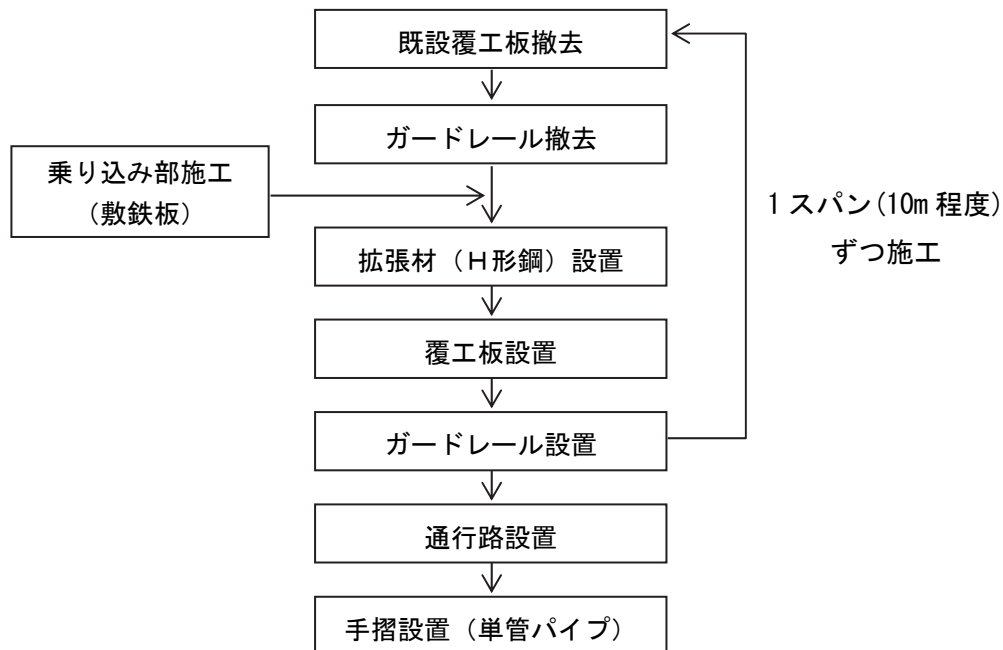 既設覆工板撤去
ガードレール撤去
乗り込み部施工
（敷鉄板）
1スパン(10m程度)
ずつ施工
拡張材（Ｈ形鋼）設置
覆工板設置
ガードレール設置
通行路設置
手摺設置（単管パイプ）